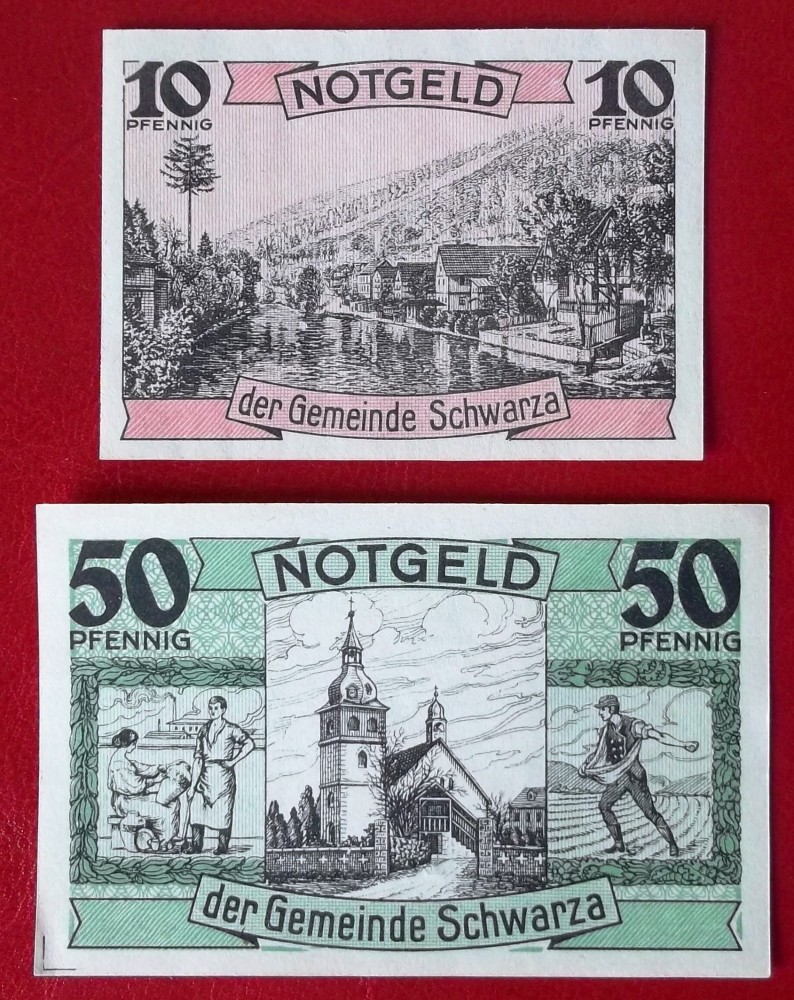 10 NOTGELD 10
PFENNIG PFENNIG
der Gemeinde Schwarza
50 NOTGELD 50
PFENNIG PFENNIG
der Gemeinde Schwarza